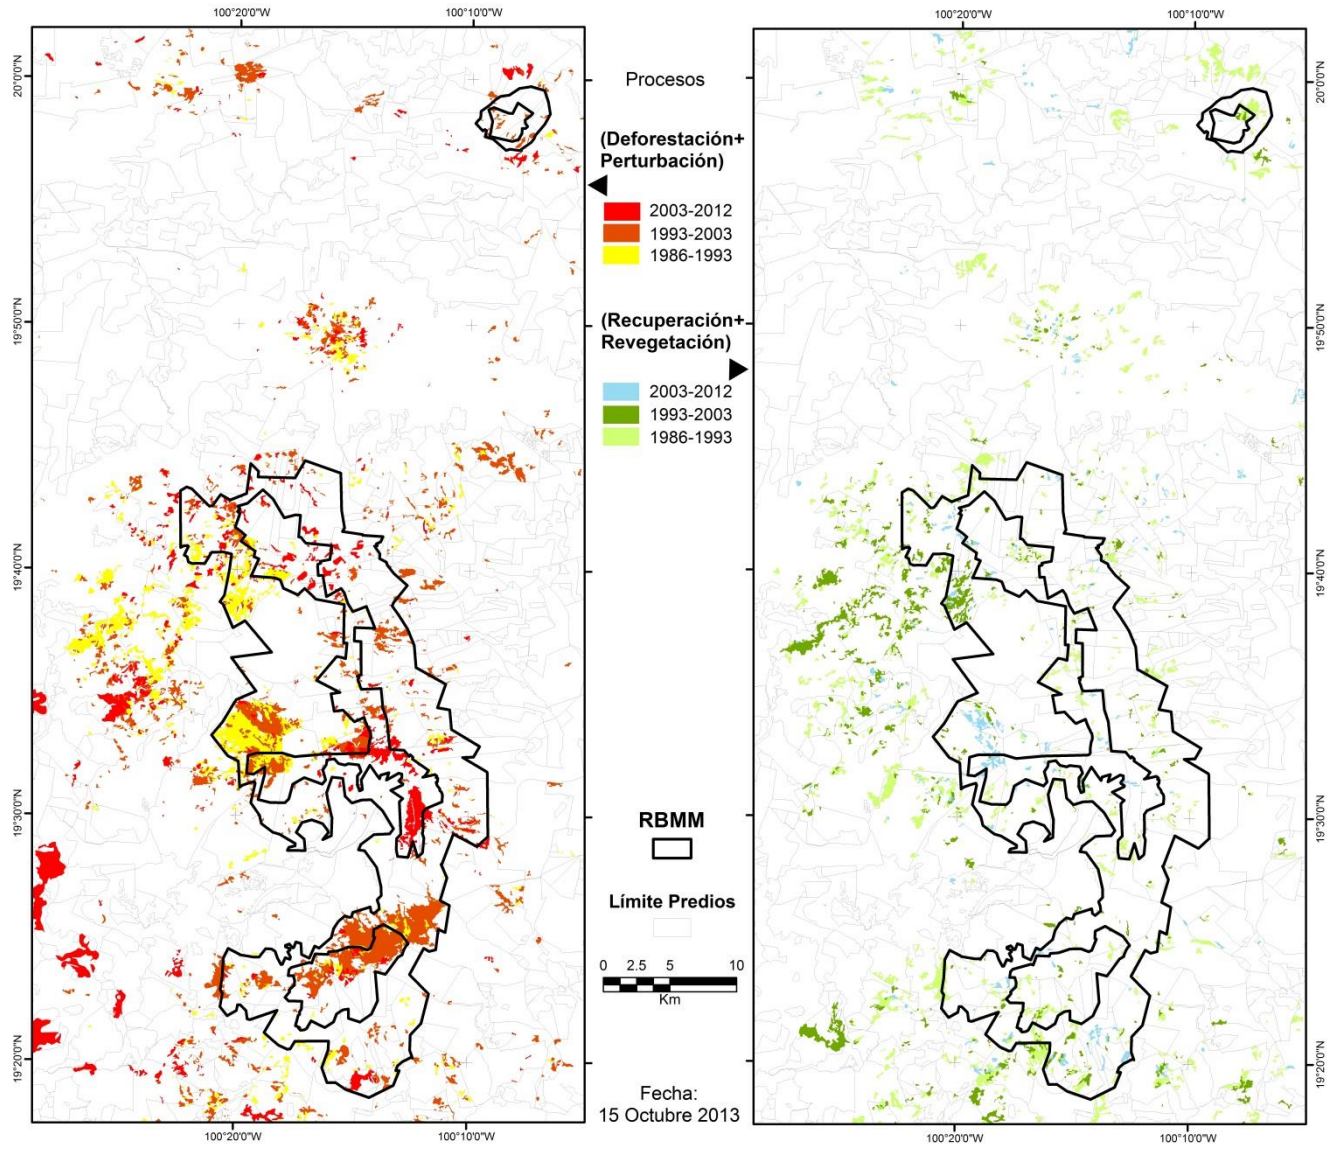 100°20'0"W
100°10'0"W
100°20'0"W
100°10'0"W
20°0'0"N
19°50'0"N
19°40'0"N
19°30'0"N
19°20'0"N
Procesos
(Deforestación+
Perturbación)
2003-2012
1993-2003
1986-1993
(Recuperación+
Revegetación)
2003-2012
1993-2003
1986-1993
RBMM
Límite Predios
0 2.5 5 10
Km
Fecha:
15 Octubre 2013
20°0'0"N
19°50'0"N
19°40'0"N
19°30'0"N
19°20'0"N
100°20'0"W
100°10'0"W
100°20'0"W
100°10'0"W